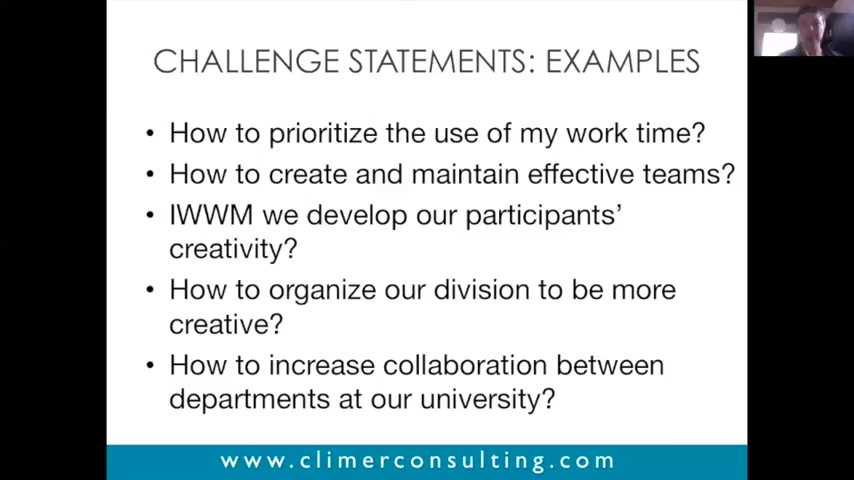 CHALLENGE STATEMENTS: EXAMPLES
• How to prioritize the use of my work time?
• How to create and maintain effective teams?
• IWWM we develop our participants’
creativity?
• How to organize our division to be more
creative?
• How to increase collaboration between
departments at our university?
www.climerconsulting.com